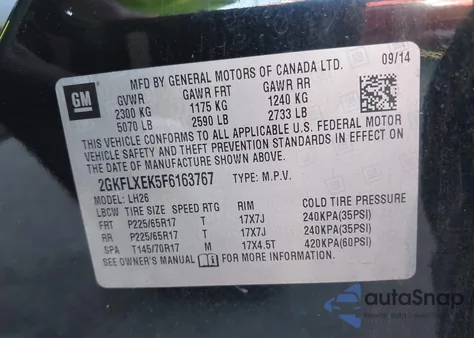 GM
MFD BY GENERAL MOTORS OF CANADA LTD. 09/14
GVWR GAWR FRT GAWR RR
2300 KG 1175 KG 1240 KG
5070 LB 2590 LB 2733 LB
THIS VEHICLE CONFORMS TO ALL APPLICABLE U.S. FEDERAL MOTOR
VEHICLE SAFETY, BUMPER, AND THEFT PREVENTION STANDARDS IN EFFECT ON
THE DATE OF MANUFACTURE SHOWN ABOVE.
2GKFLXEK5F6163767 TYPE: M.P.V.
MODEL: LH26
LBCW TIRE SIZE SPEED RTG RIM COLD TIRE PRESSURE
FRT P225/65R17 T 17X7J 240KPA(35PSI)
RR P225/65R17 T 17X7J 240KPA(35PSI)
SPA T145/70R17 M 17X4.5T 420KPA(60PSI)
SEE OWNER'S MANUAL FOR MORE INFORMATION.
autoSnap